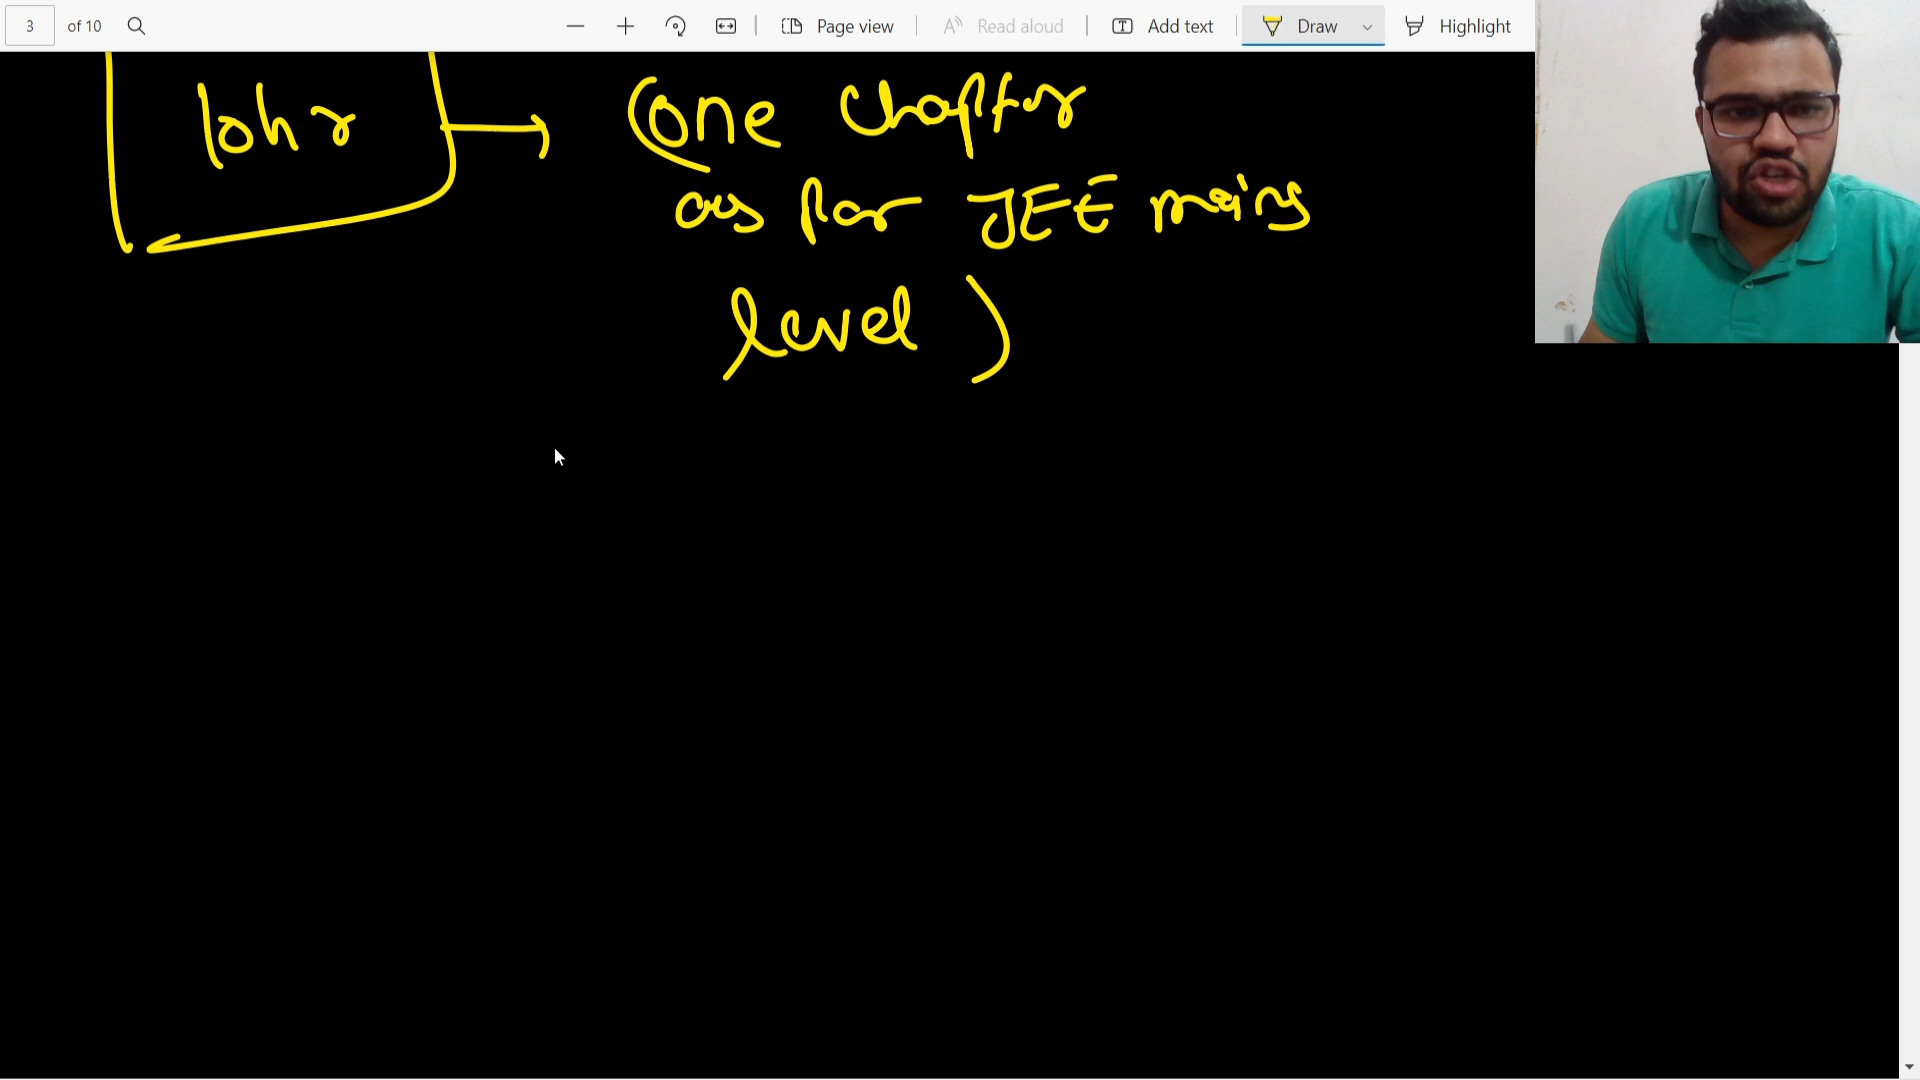 3 of 10 Page view Read aloud Add text Draw Highlight
10hr → (one chapter
as per JEE mains
level)